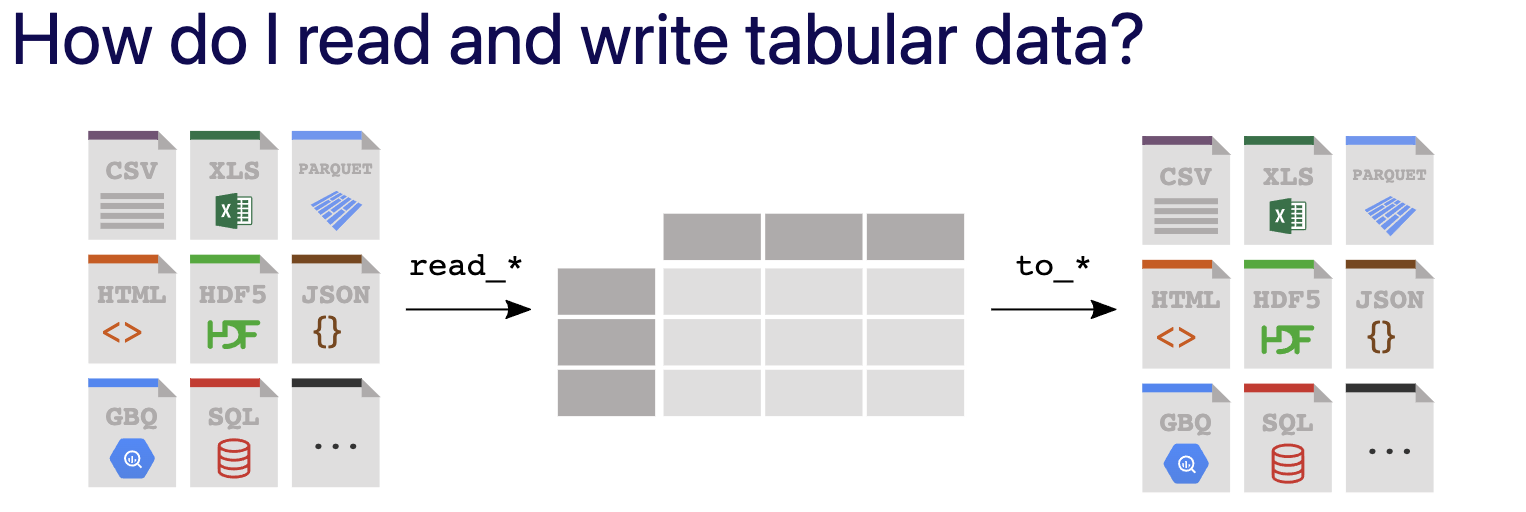 How do I read and write tabular data?
CSV XLS PARQUET
X
HTML HDF5 JSON
<> HDF {}
GBQ SQL ...
read_*
to_*
CSV XLS PARQUET
X
HTML HDF5 JSON
<> HDF {}
GBQ SQL ...